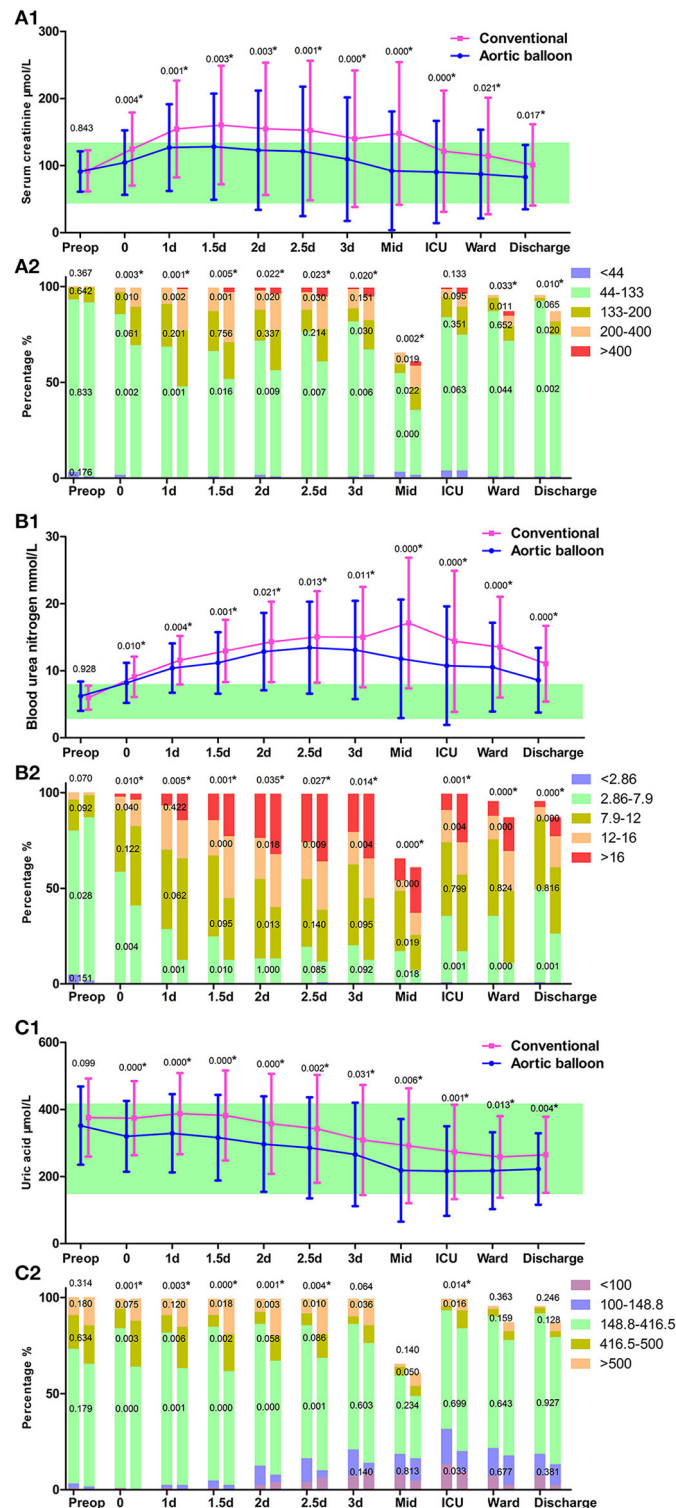 A1
Serum creatinine μmol/L
300
200
100
0
Conventional
Aortic balloon
0.843
0.004*
0.001*
0.003*
0.003*
0.001*
0.000*
0.000*
0.000*
0.021*
0.017*
Preop 0 1d 1.5d 2d 2.5d 3d Mid ICU Ward Discharge
A2
Percentage %
100
50
0
<44
44-133
133-200
200-400
>400
0.367 0.003* 0.001* 0.005* 0.022* 0.023* 0.020* 0.002* 0.133 0.033* 0.010*
0.642 0.010 0.002 0.001 0.020 0.030 0.151 0.019 0.095 0.011 0.065
0.061 0.201 0.756 0.337 0.214 0.030 0.022 0.351 0.652 0.020
0.833 0.002 0.001 0.016 0.009 0.007 0.006 0.000 0.063 0.044 0.002
0.176
Preop 0 1d 1.5d 2d 2.5d 3d Mid ICU Ward Discharge
B1
Blood urea nitrogen mmol/L
30
20
10
0
Conventional
Aortic balloon
0.928
0.010*
0.004*
0.001*
0.021*
0.013*
0.011*
0.000*
0.000*
0.000*
0.000*
Preop 0 1d 1.5d 2d 2.5d 3d Mid ICU Ward Discharge
B2
Percentage %
100
50
0
<2.86
2.86-7.9
7.9-12
12-16
>16
0.070 0.010* 0.005* 0.001* 0.035* 0.027* 0.014* 0.000* 0.001* 0.000* 0.000*
0.092 0.040 0.422 0.000 0.018 0.009 0.004 0.000 0.004 0.000 0.000
0.122 0.062 0.095 0.013 0.140 0.095 0.019 0.799 0.824 0.816
0.028 0.004 0.001 0.010 1.000 0.085 0.092 0.018 0.001 0.000 0.001
0.151
Preop 0 1d 1.5d 2d 2.5d 3d Mid ICU Ward Discharge
C1
Uric acid μmol/L
600
400
200
0
Conventional
Aortic balloon
0.099
0.000*
0.000*
0.000*
0.000*
0.002*
0.031*
0.006*
0.001*
0.013*
0.004*
Preop 0 1d 1.5d 2d 2.5d 3d Mid ICU Ward Discharge
C2
Percentage %
100
50
0
<100
100-148.8
148.8-416.5
416.5-500
>500
0.314 0.001* 0.003* 0.000* 0.001* 0.004* 0.064 0.140 0.014* 0.363 0.246
0.180 0.075 0.120 0.018 0.003 0.010 0.036 0.050 0.016 0.159 0.128
0.634 0.003 0.006 0.002 0.058 0.086
0.179 0.000 0.001 0.000 0.000 0.001 0.603 0.234 0.699 0.643 0.927
0.140 0.813 0.033 0.677 0.381
Preop 0 1d 1.5d 2d 2.5d 3d Mid ICU Ward Discharge